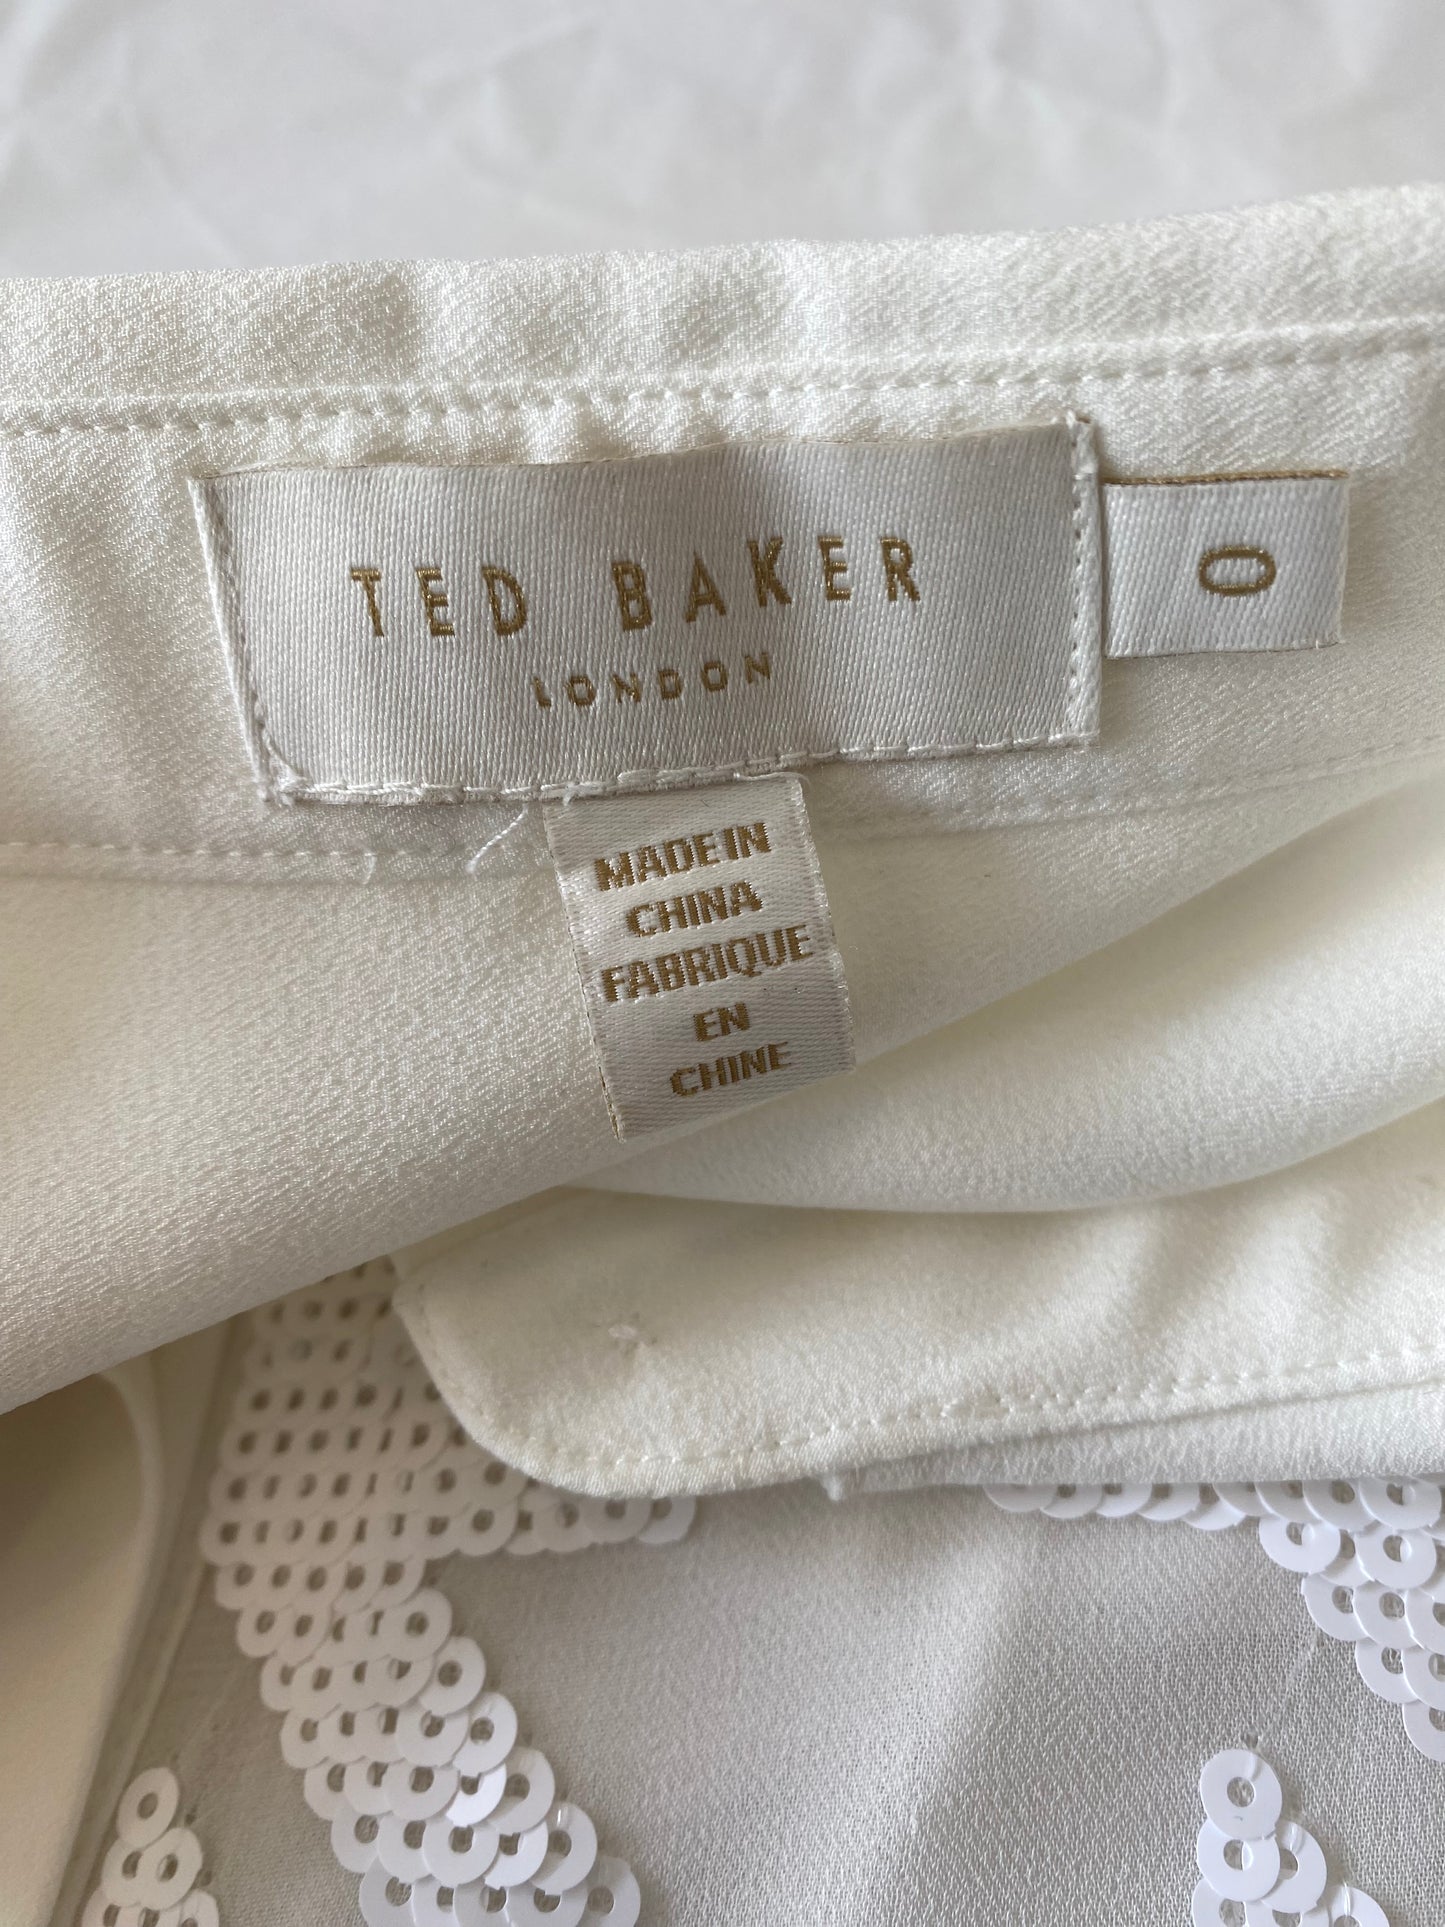 TED BAKER
LONDON
0
MADE IN
CHINA
FABRIQUE
EN
CHINE